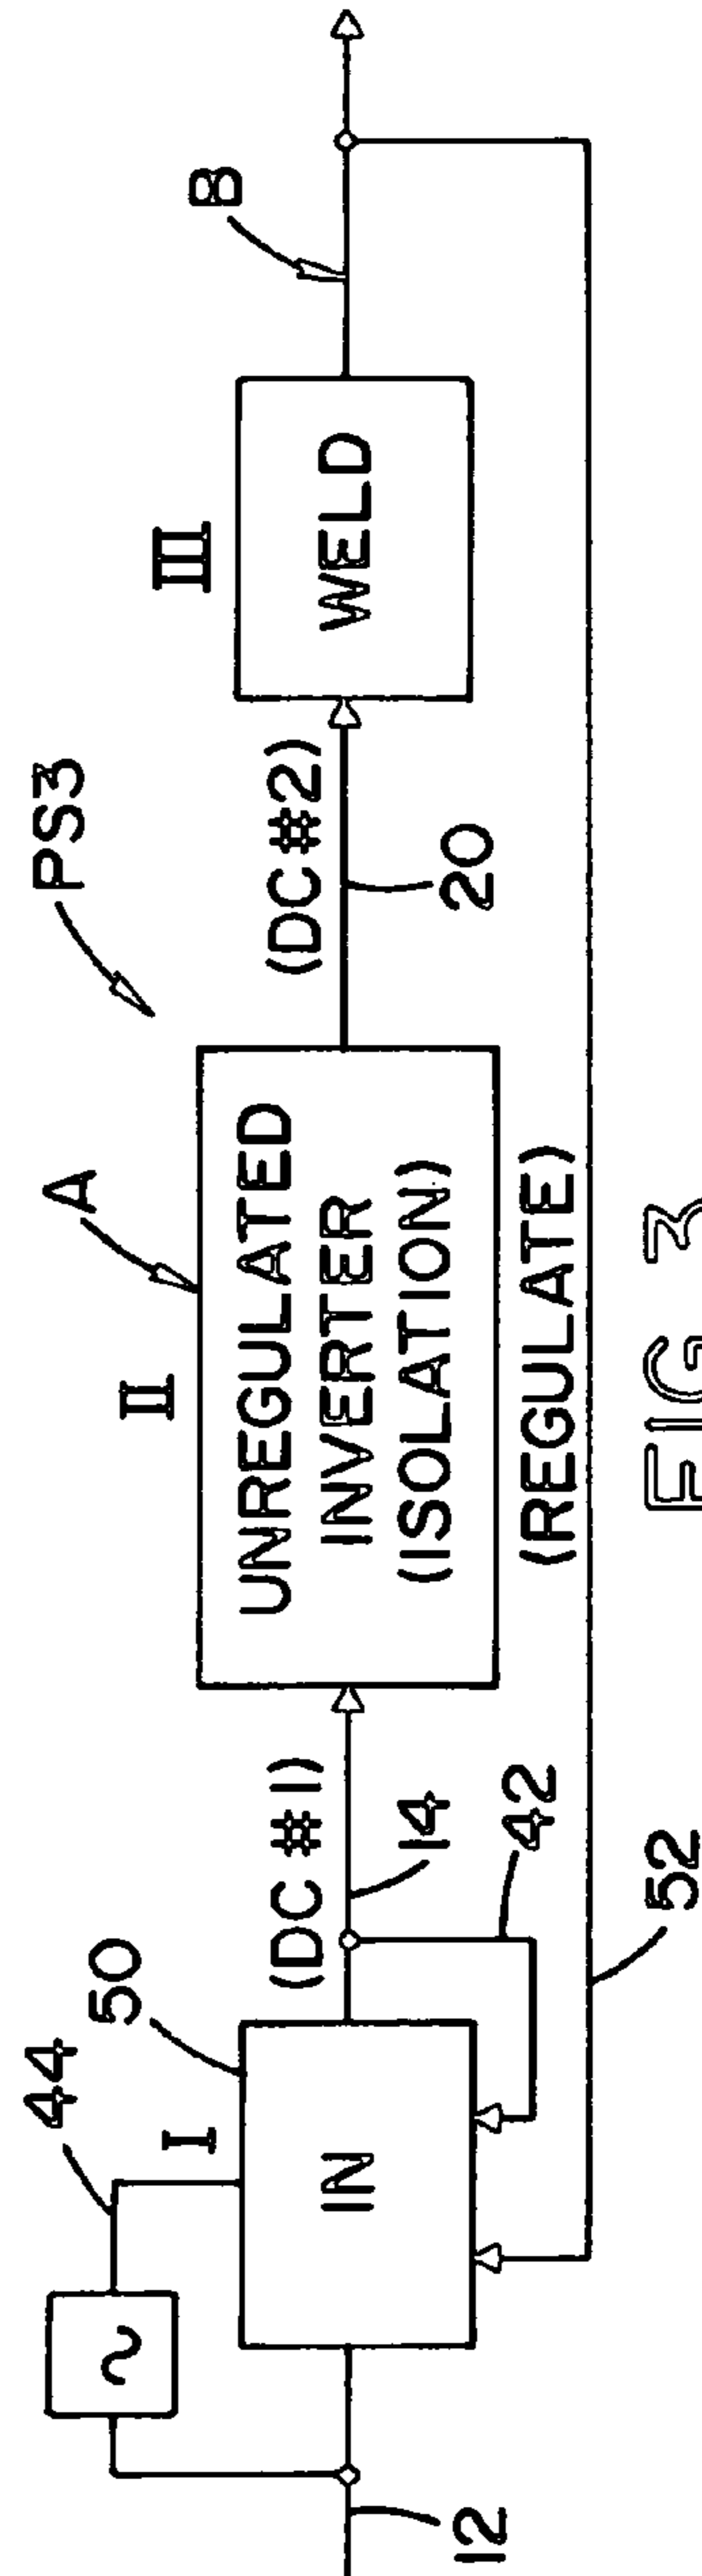 PS3
44
50
I
IN
12
(DC #1)
14
42
52
A
II
UNREGULATED
INVERTER
(ISOLATION)
(REGULATE)
(DC #2)
20
III
WELD
B
FIG 3